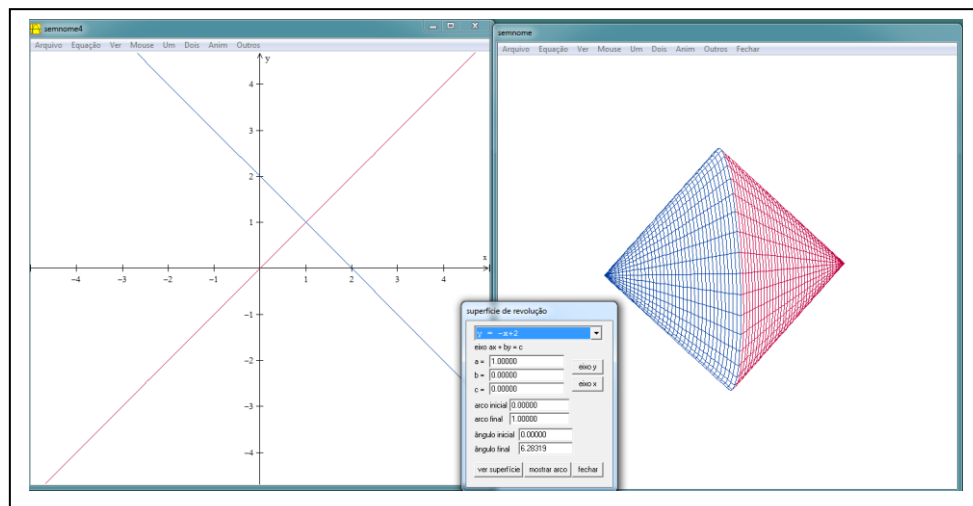 semnome4
Arquivo Equação Ver Mouse Um Dois Anim Outros
y
4
3
2
1
x
-4 -3 -2 -1 0 1 2 3 4
-1
-2
-3
-4
semnome
Arquivo Equação Ver Mouse Um Dois Anim Outros Fechar
superfície de revolução
y = -x+2
eixo ax + by = c
a = 1.00000
b = 0.00000
c = 0.00000
eixo y
eixo x
arco inicial 0.00000
arco final 1.00000
ângulo inicial 0.00000
ângulo final 6.28319
ver superfície mostrar arco fechar